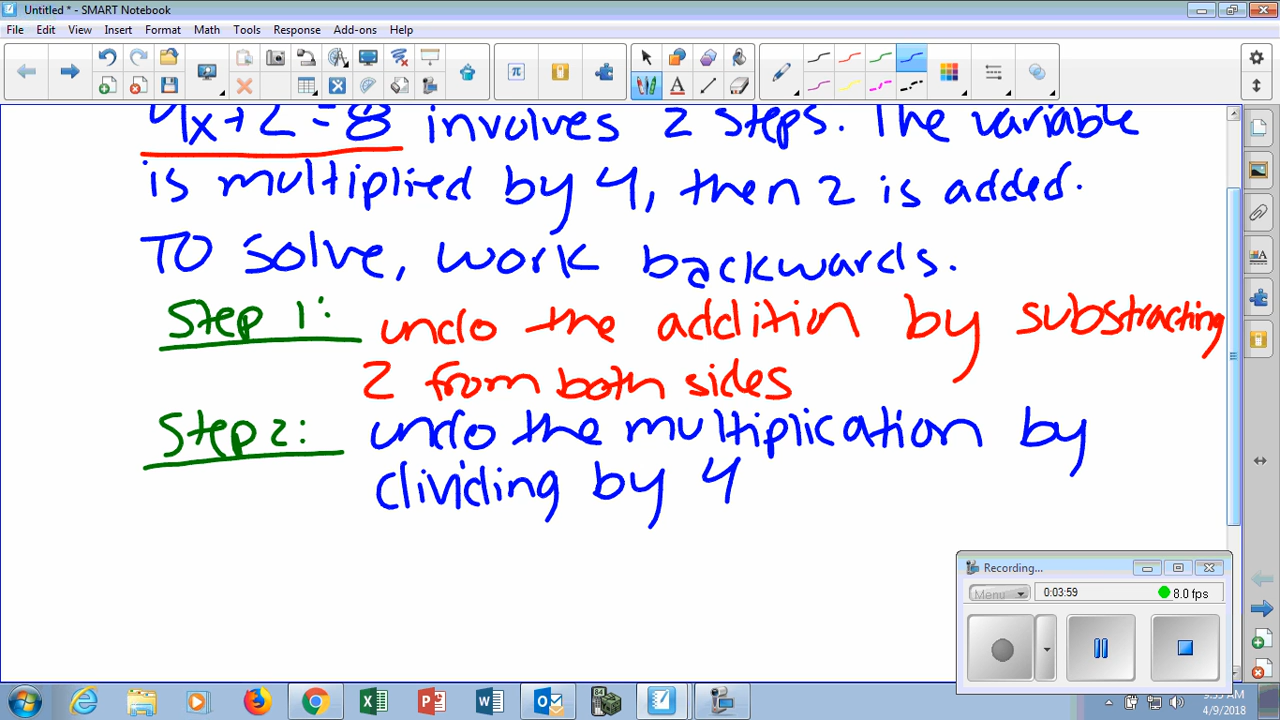 Untitled * - SMART Notebook
File Edit View Insert Format Math Tools Response Add-ons Help
4x+2=8 involves 2 steps. The variable
is multiplied by 4, then 2 is added.
To solve, work backwards.
Step 1: undo the addition by substracting
2 from both sides
Step 2: undo the multiplication by
dividing by 4
Recording...
Menu 0:03:59 8.0 fps
4/9/2018